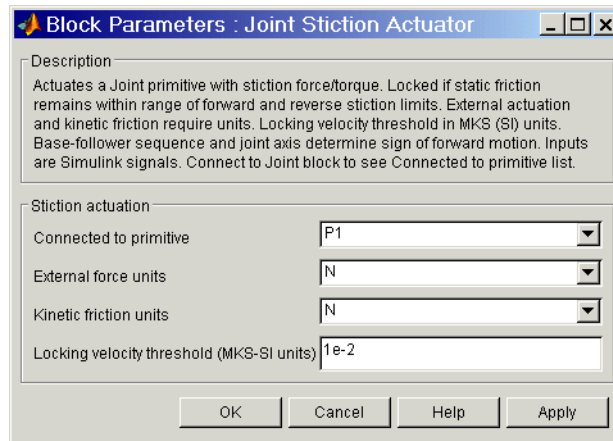 Block Parameters : Joint Stiction Actuator
Description
Actuates a Joint primitive with stiction force/torque. Locked if static friction
remains within range of forward and reverse stiction limits. External actuation
and kinetic friction require units. Locking velocity threshold in MKS (SI) units.
Base-follower sequence and joint axis determine sign of forward motion. Inputs
are Simulink signals. Connect to Joint block to see Connected to primitive list.
Stiction actuation
Connected to primitive P1
External force units N
Kinetic friction units N
Locking velocity threshold (MKS-SI units) 1e-2
OK Cancel Help Apply